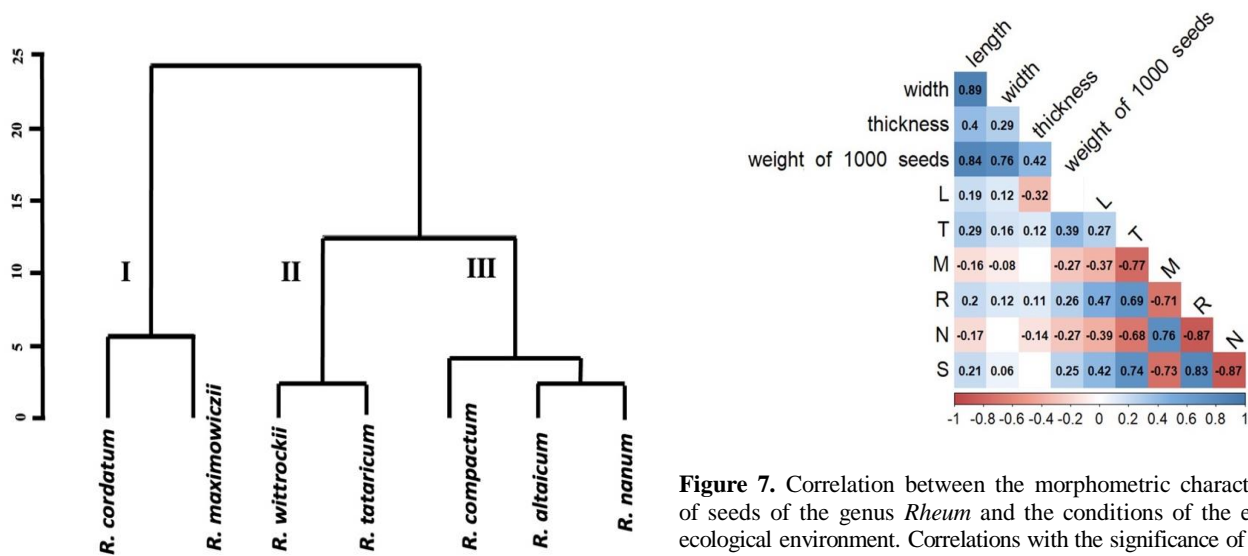 25
20
15
10
5
0
I
II
III
R. cordatum
R. maximowiczii
R. wittrockii
R. tataricum
R. compactum
R. altaicum
R. nanum
length
width
thickness
weight of 1000 seeds
L
T
M
R
N
width 0.89
thickness 0.4 0.29
weight of 1000 seeds 0.84 0.76 0.42
L 0.19 0.12 -0.32
T 0.29 0.16 0.12 0.39 0.27
M -0.16 -0.08 -0.27 -0.37 -0.77
R 0.2 0.12 0.11 0.26 0.47 0.69 -0.71
N -0.17 -0.14 -0.27 -0.39 -0.68 0.76 -0.87
S 0.21 0.06 0.25 0.42 0.74 -0.73 0.83 -0.87
-1 -0.8 -0.6 -0.4 -0.2 0 0.2 0.4 0.6 0.8 1
Figure 7. Correlation between the morphometric charact
of seeds of the genus Rheum and the conditions of the e
ecological environment. Correlations with the significance of